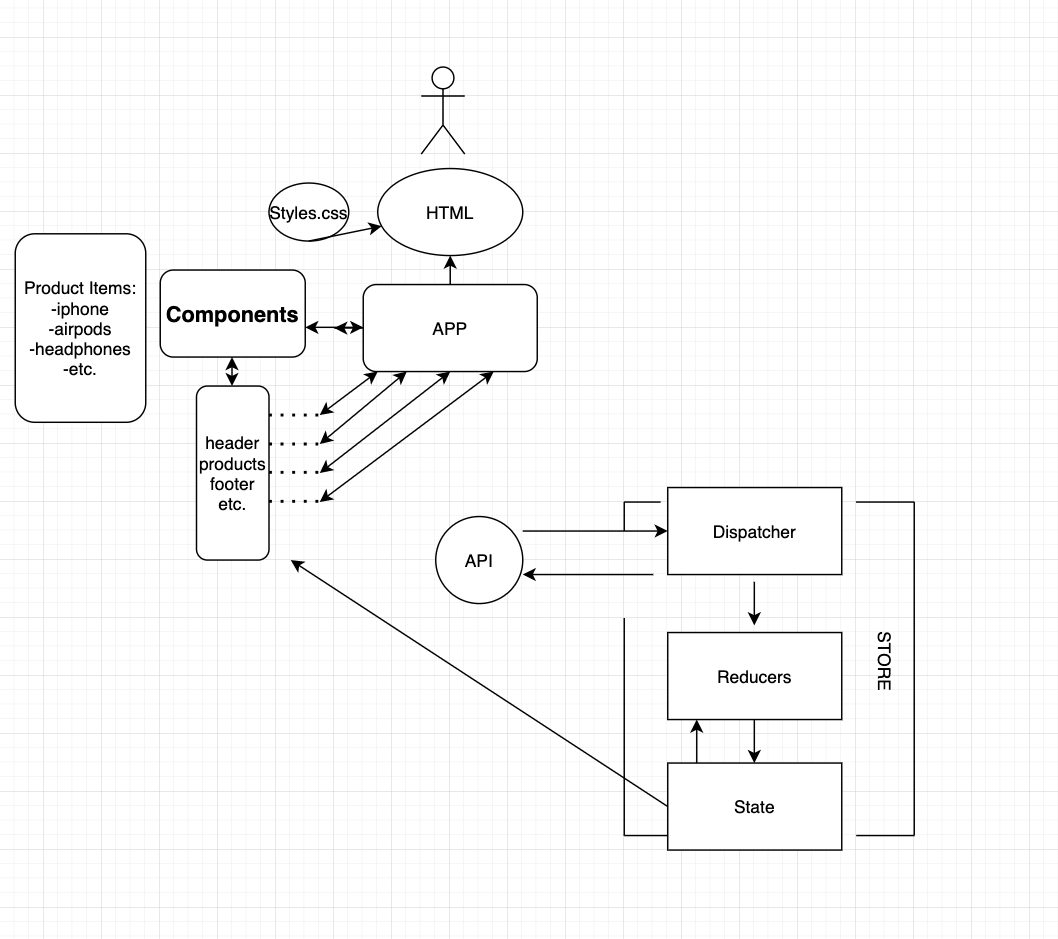 Styles.css
HTML
Product Items:
-iphone
-airpods
-headphones
-etc.
Components
APP
header
products
footer
etc.
API
Dispatcher
Reducers
State
STORE